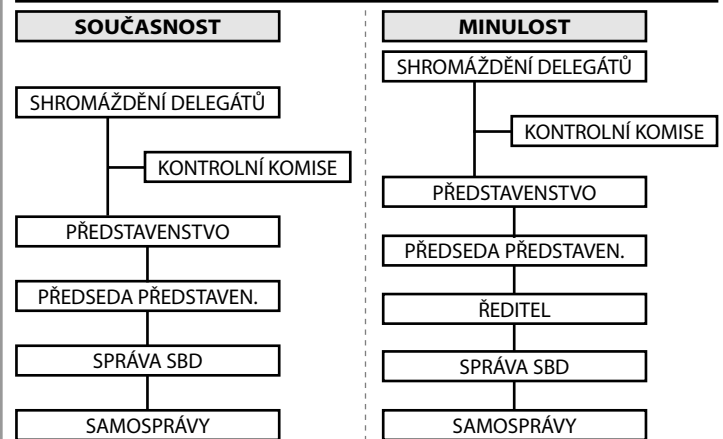 SOUČASNOST
SHROMÁŽDĚNÍ DELEGÁTŮ
KONTROLNÍ KOMISE
PŘEDSTAVENSTVO
PŘEDSEDA PŘEDSTAVEN.
SPRÁVA SBD
SAMOSPRÁVY
MINULOST
SHROMÁŽDĚNÍ DELEGÁTŮ
KONTROLNÍ KOMISE
PŘEDSTAVENSTVO
PŘEDSEDA PŘEDSTAVEN.
ŘEDITEL
SPRÁVA SBD
SAMOSPRÁVY